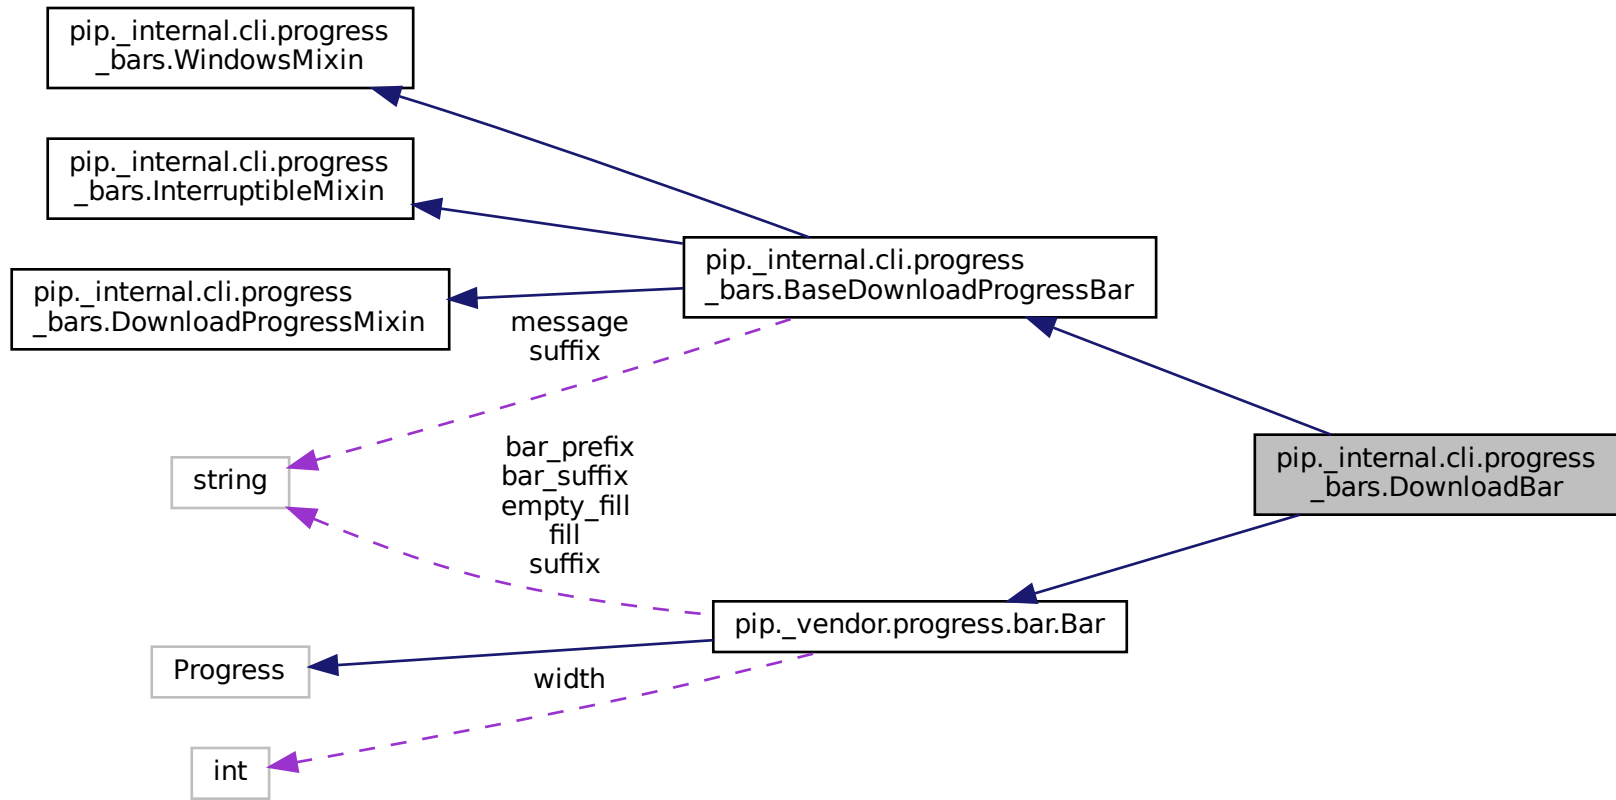 pip._internal.cli.progress
_bars.WindowsMixin
pip._internal.cli.progress
_bars.InterruptibleMixin
pip._internal.cli.progress
_bars.BaseDownloadProgressBar
pip._internal.cli.progress
_bars.DownloadProgressMixin
message
suffix
bar_prefix
bar_suffix
empty_fill
fill
suffix
string
pip._internal.cli.progress
_bars.DownloadBar
pip._vendor.progress.bar.Bar
Progress
width
int